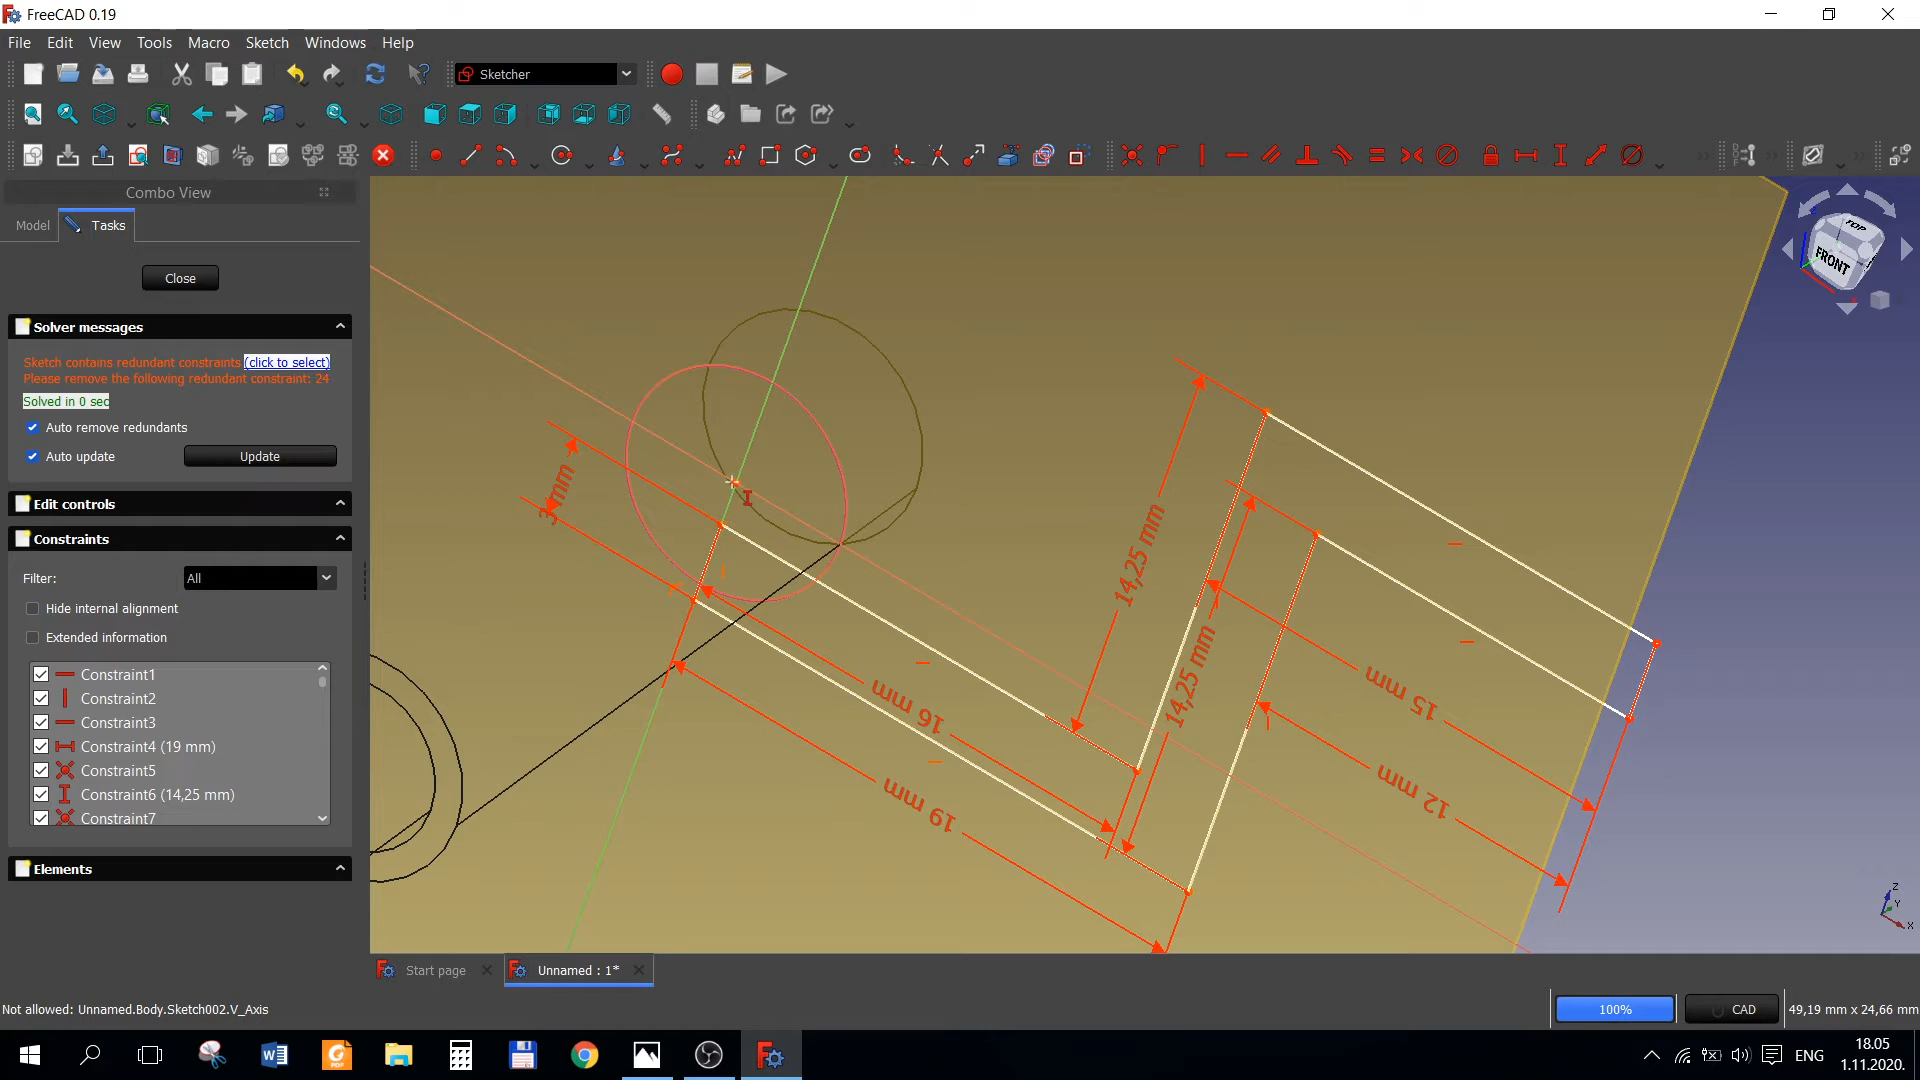 FreeCAD 0.19
File Edit View Tools Macro Sketch Windows Help
Sketcher
Combo View
Model Tasks
Close
Solver messages
Sketch contains redundant constraints (click to select)
Please remove the following redundant constraint: 24
Solved in 0 sec
Auto remove redundants
Auto update Update
Edit controls
Constraints
Filter: All
Hide internal alignment
Extended information
Constraint1
Constraint2
Constraint3
Constraint4 (19 mm)
Constraint5
Constraint6 (14,25 mm)
Constraint7
Elements
3 mm
14,25 mm
14,25 mm
16 mm
15 mm
19 mm
12 mm
TOP
FRONT
Z
Y
X
Start page Unnamed : 1*
Not allowed: Unnamed.Body.Sketch002.V_Axis
100% CAD 49,19 mm x 24,66 mm
ENG
18.05
1.11.2020.